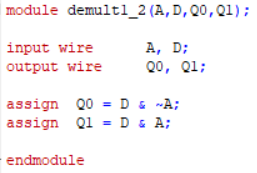 module demult1_2(A,D,Q0,Q1);
input wire A, D;
output wire Q0, Q1;
assign Q0 = D & ~A;
assign Q1 = D & A;
endmodule